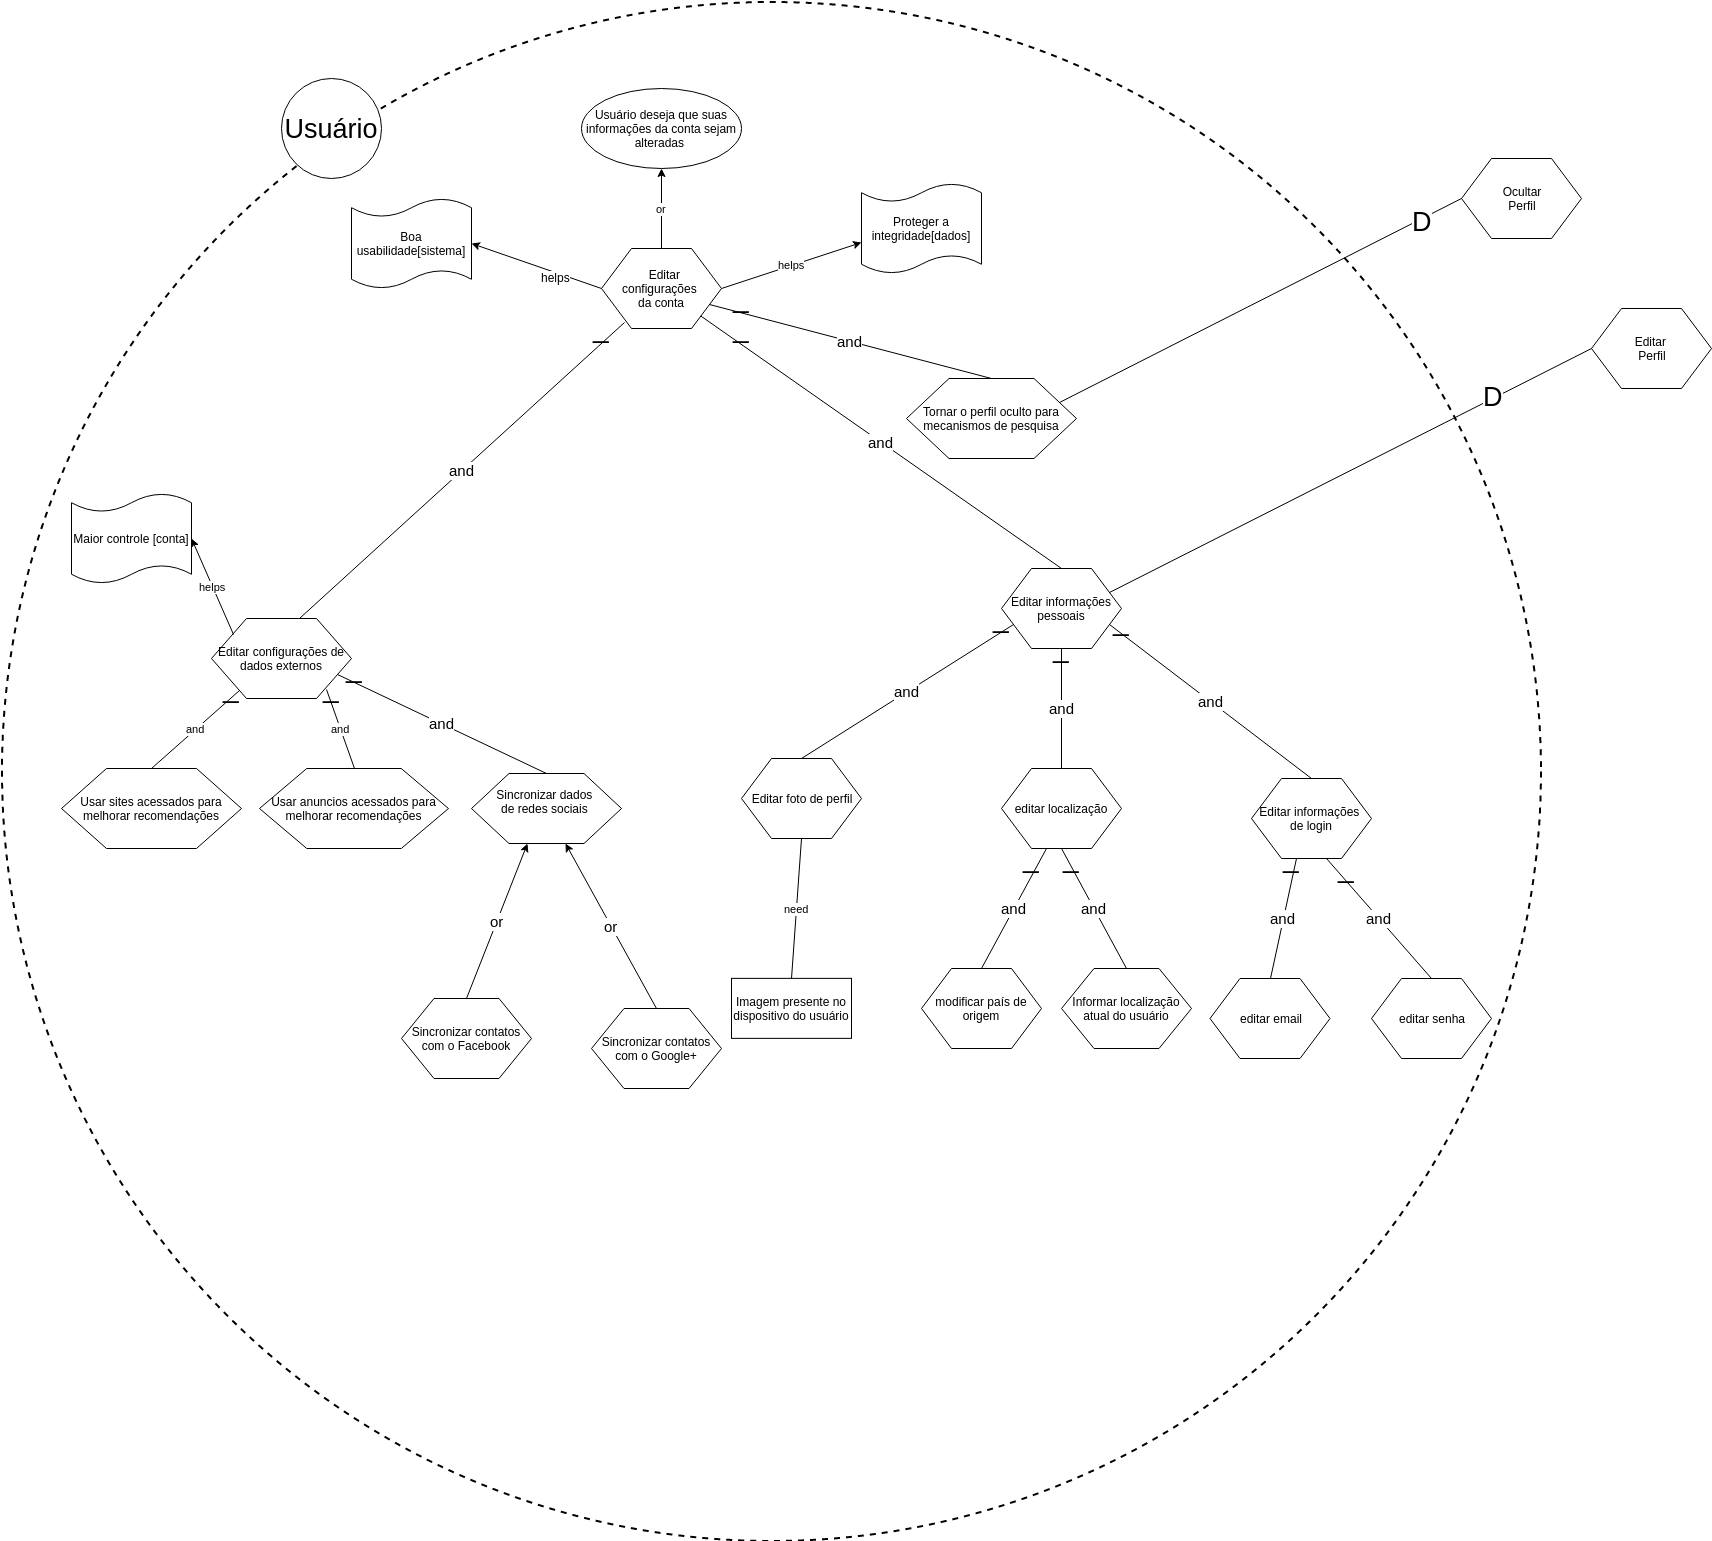 Usuário
Usuário deseja que suas
informações da conta sejam
alteradas
Ocultar
Perfil
or
Boa
usabilidade[sistema]
Proteger a
integridade[dados]
D
helps
helps
Editar
configurações
da conta
Editar
Perfil
and
D
Tornar o perfil oculto para
mecanismos de pesquisa
and
and
Maior controle [conta]
helps
Editar informações
pessoais
Editar configurações de
dados externos
and
and
and
and
and
and
Usar sites acessados para
melhorar recomendações
Usar anuncios acessados para
melhorar recomendações
Sincronizar dados
de redes sociais
Editar foto de perfil
editar localização
Editar informações
de login
or
or
need
and
and
and
and
Sincronizar contatos
com o Facebook
Sincronizar contatos
com o Google+
Imagem presente no
dispositivo do usuário
modificar país de
origem
Informar localização
atual do usuário
editar email
editar senha